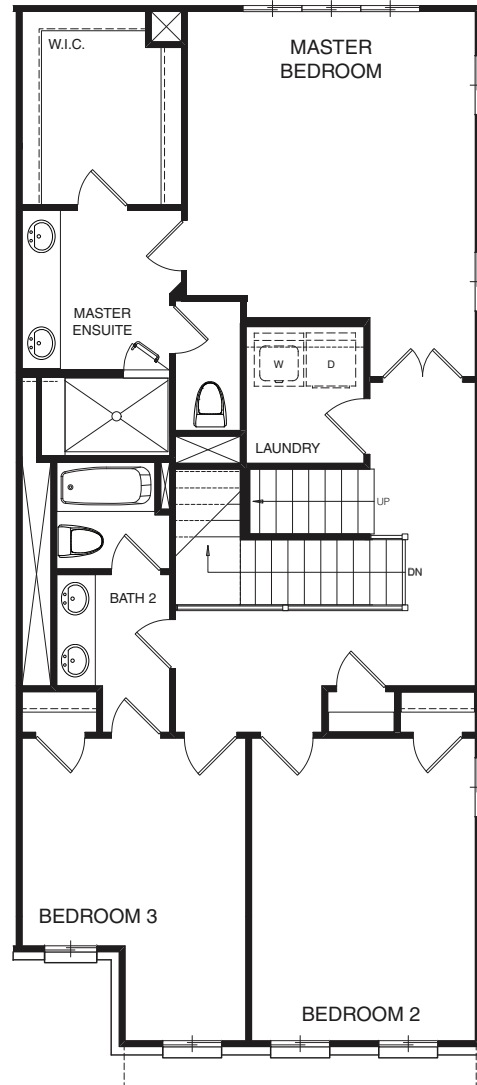 W.I.C.
MASTER
BEDROOM
MASTER
ENSUITE
W
D
LAUNDRY
UP
DN
BATH 2
BEDROOM 3
BEDROOM 2